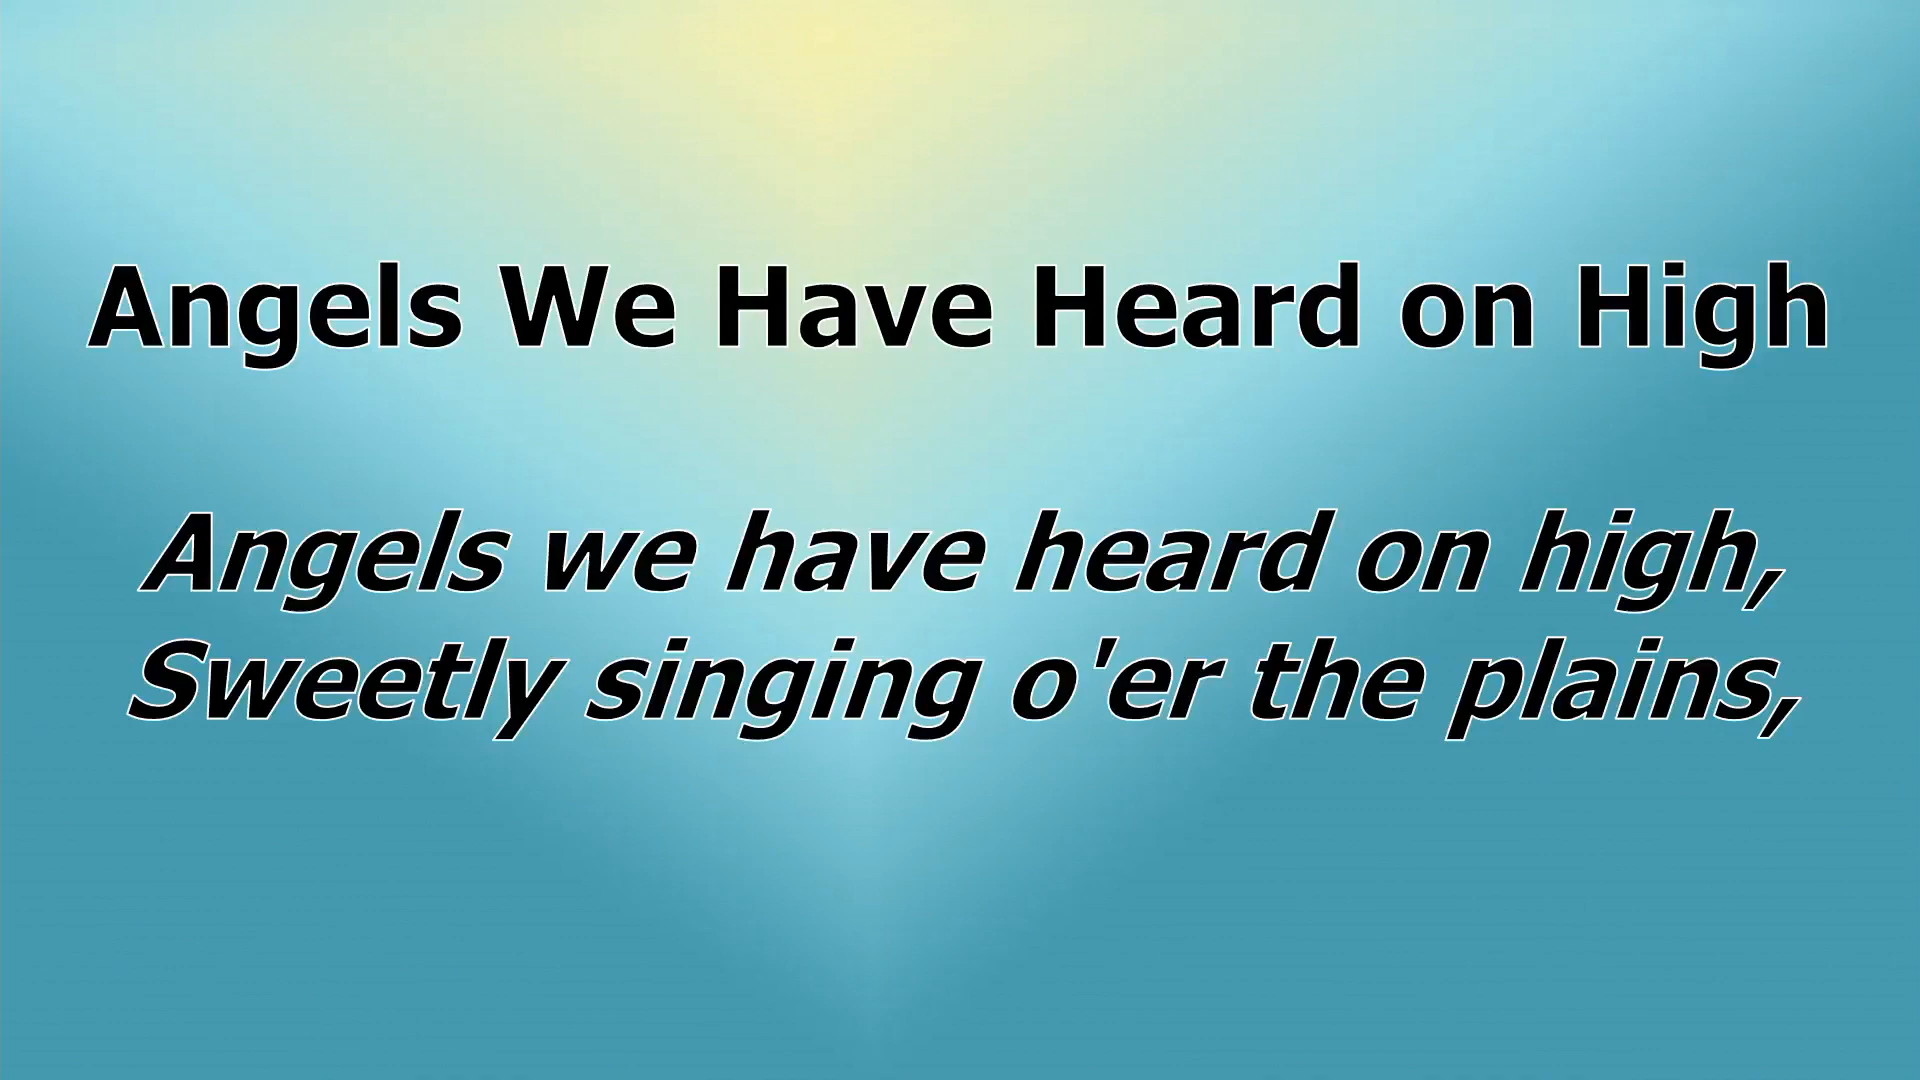 Angels We Have Heard on High
Angels we have heard on high,
Sweetly singing o'er the plains,